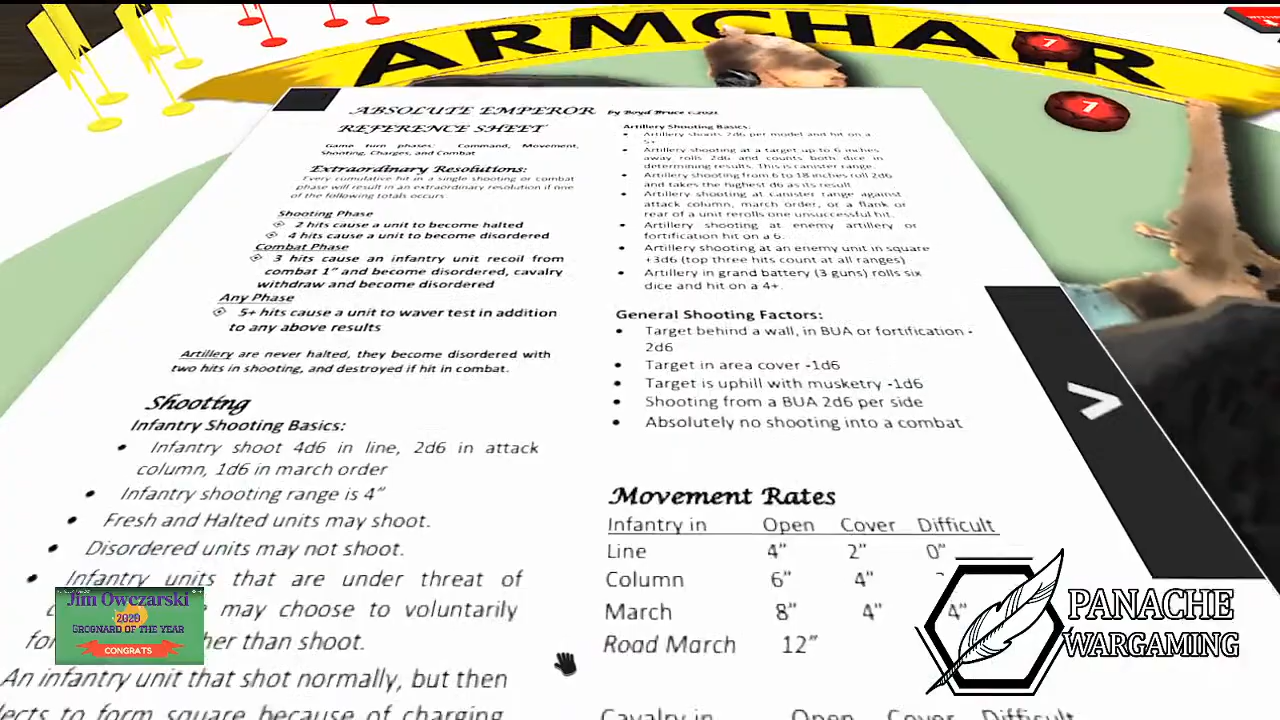 ARMCHAIR
1
1
ABSOLUTE EMPEROR by Boyd Bruce c.2021
REFERENCE SHEET
Game turn phases: Command, Movement,
Shooting, Charges, and Combat
Extraordinary Resolutions:
Every cumulative hit in a single shooting or combat
phase will result in an extraordinary resolution if one
of the following totals occurs.
Shooting Phase
2 hits cause a unit to become halted
4 hits cause a unit to become disordered
Combat Phase
3 hits cause an infantry unit recoil from
combat 1" and become disordered, cavalry
withdraw and become disordered
Any Phase
5+ hits cause a unit to waver test in addition
to any above results
Artillery are never halted, they become disordered with
two hits in shooting, and destroyed if hit in combat.
Shooting
Infantry Shooting Basics:
• Infantry shoot 4d6 in line, 2d6 in attack
column, 1d6 in march order
• Infantry shooting range is 4"
• Fresh and Halted units may shoot.
• Disordered units may not shoot.
• Infantry units that are under threat of
may choose to voluntarily
than shoot.
An infantry unit that shot normally, but then
to form square because of charging
Artillery Shooting Basics:
• Artillery shoots 2d6 per model and hit on a
5+
• Artillery shooting at a target up to 6 inches
away rolls 2d6 and counts both dice in
determining results. This is canister range.
• Artillery shooting from 6 to 18 inches roll 2d6
and takes the highest d6 as its result
• Artillery shooting at canister range against
attack column, march order, or a flank or
rear of a unit rerolls one unsuccessful hit.
• Artillery shooting at enemy artillery or
fortification hit on a 6.
• Artillery shooting at an enemy unit in square
+3d6 (top three hits count at all ranges)
• Artillery in grand battery (3 guns) rolls six
dice and hit on a 4+.
General Shooting Factors:
• Target behind a wall, in BUA or fortification -
2d6
• Target in area cover -1d6
• Target is uphill with musketry -1d6
• Shooting from a BUA 2d6 per side
• Absolutely no shooting into a combat
Movement Rates
Infantry in Open Cover Difficult
Line 4" 2" 0"
Column 6" 4"
March 8" 4" 4"
Road March 12"
Cavalry in Open Cover Difficult
>
Jim Owczarski
2020
GROGNARD OF THE YEAR
CONGRATS
PANACHE
WARGAMING